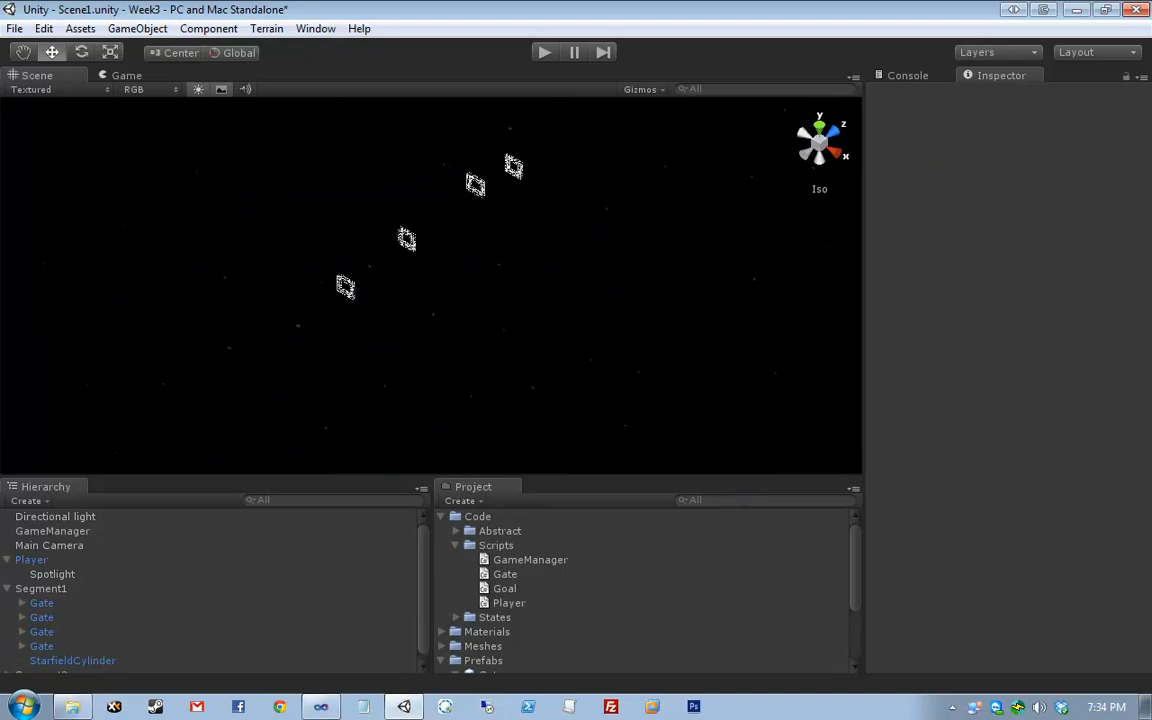 Unity - Scene1.unity - Week3 - PC and Mac Standalone*
File Edit Assets GameObject Component Terrain Window Help
Center Global Layers Layout
Scene Game Console Inspector
Textured RGB Gizmos All
y
z
x
Iso
Hierarchy Project
Create All Create All
Directional light
GameManager
Main Camera
Player
Spotlight
Segment1
Gate
Gate
Gate
Gate
StarfieldCylinder
Code
Abstract
Scripts
GameManager
Gate
Goal
Player
States
Materials
Meshes
Prefabs
7:34 PM